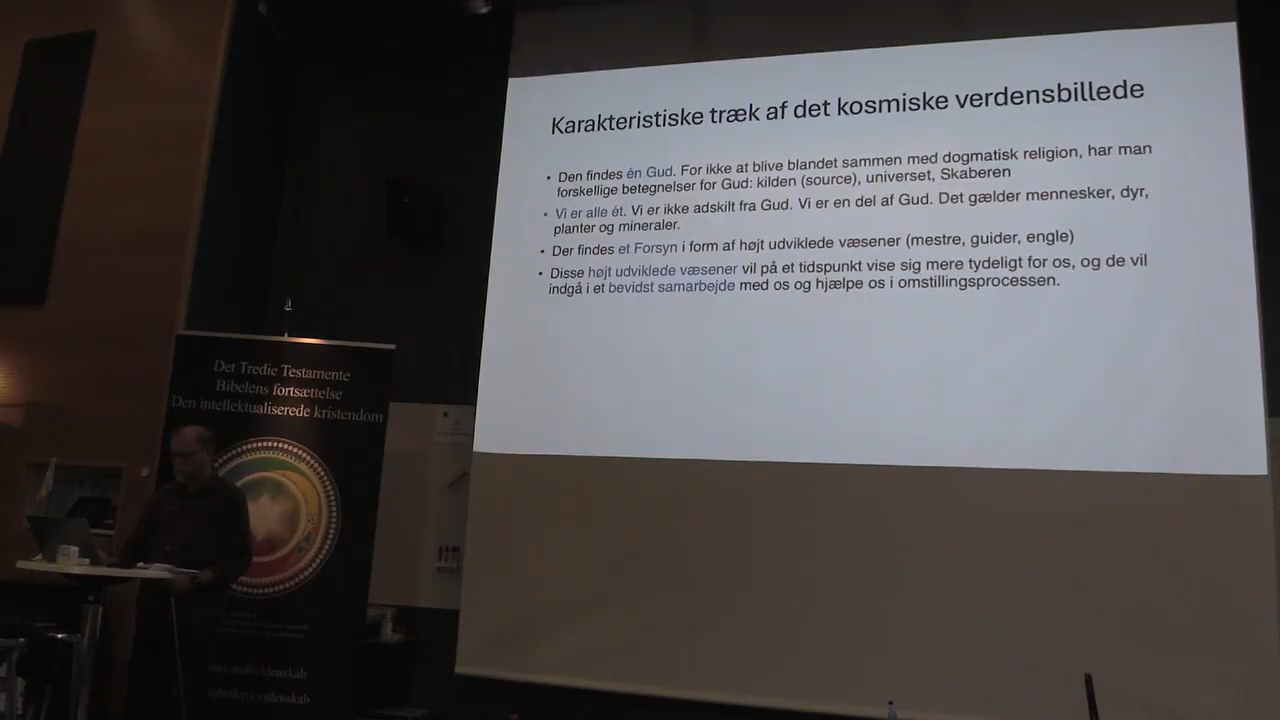 Karakteristiske træk af det kosmiske verdensbillede
• Den findes én Gud. For ikke at blive blandet sammen med dogmatisk religion, har man
forskellige betegnelser for Gud: kilden (source), universet, Skaberen
• Vi er alle ét. Vi er ikke adskilt fra Gud. Vi er en del af Gud. Det gælder mennesker, dyr,
planter og mineraler.
• Der findes et Forsyn i form af højt udviklede væsener (mestre, guider, engle)
• Disse højt udviklede væsener vil på et tidspunkt vise sig mere tydeligt for os, og de vil
indgå i et bevidst samarbejde med os og hjælpe os i omstillingsprocessen.
Det Tredie Testamente
Bibelens fortsættelse
Den intellektualiserede kristendom